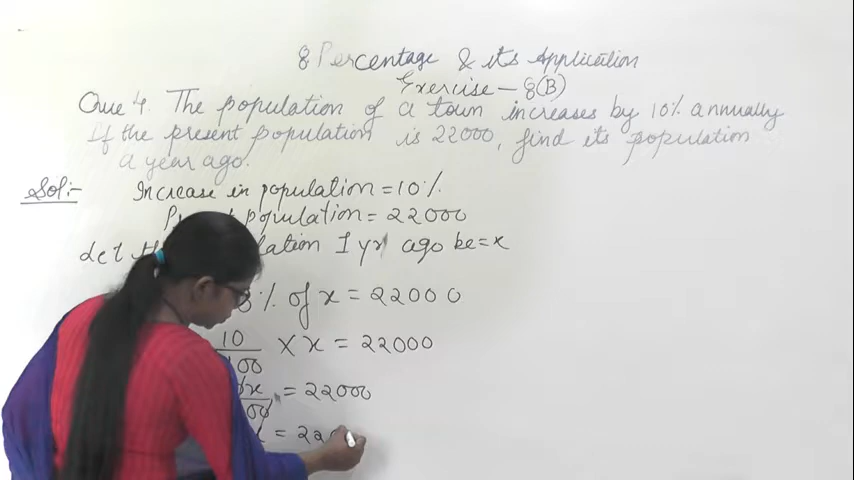 8 Percentage & its Application
Exercise - 8(B)
Que 4. The population of a town increases by 10% annually
If the present population is 22000, find its population
a year ago.
Sol:- Increase in population = 10%
population = 22000
Let 1 yr ago be = x
% of x = 22000
10/100 × x = 22000
= 22000
= 22